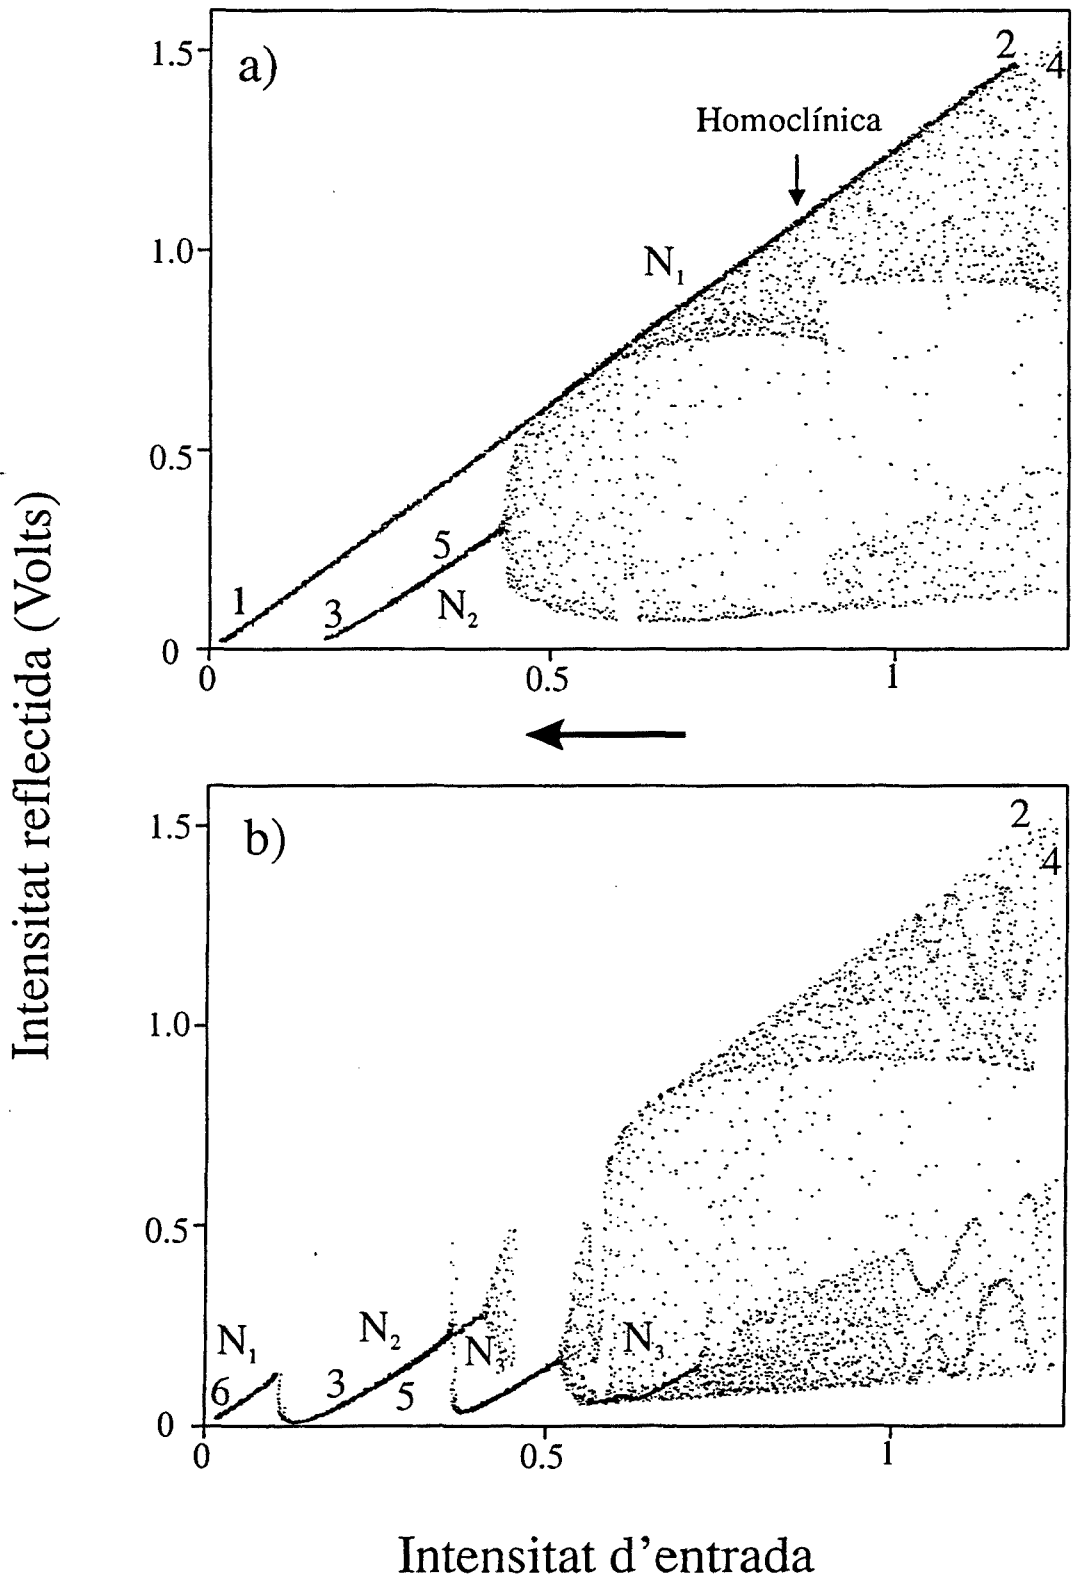 a)
1.5
1.0
0.5
0
0
0.5
1
2
4
Homoclínica
N₁
1
5
3
N₂
b)
1.5
1.0
0.5
0
0
0.5
1
2
4
N₁
N₂
N₃'
N₃
6
3
5
Intensitat reflectida (Volts)
Intensitat d'entrada